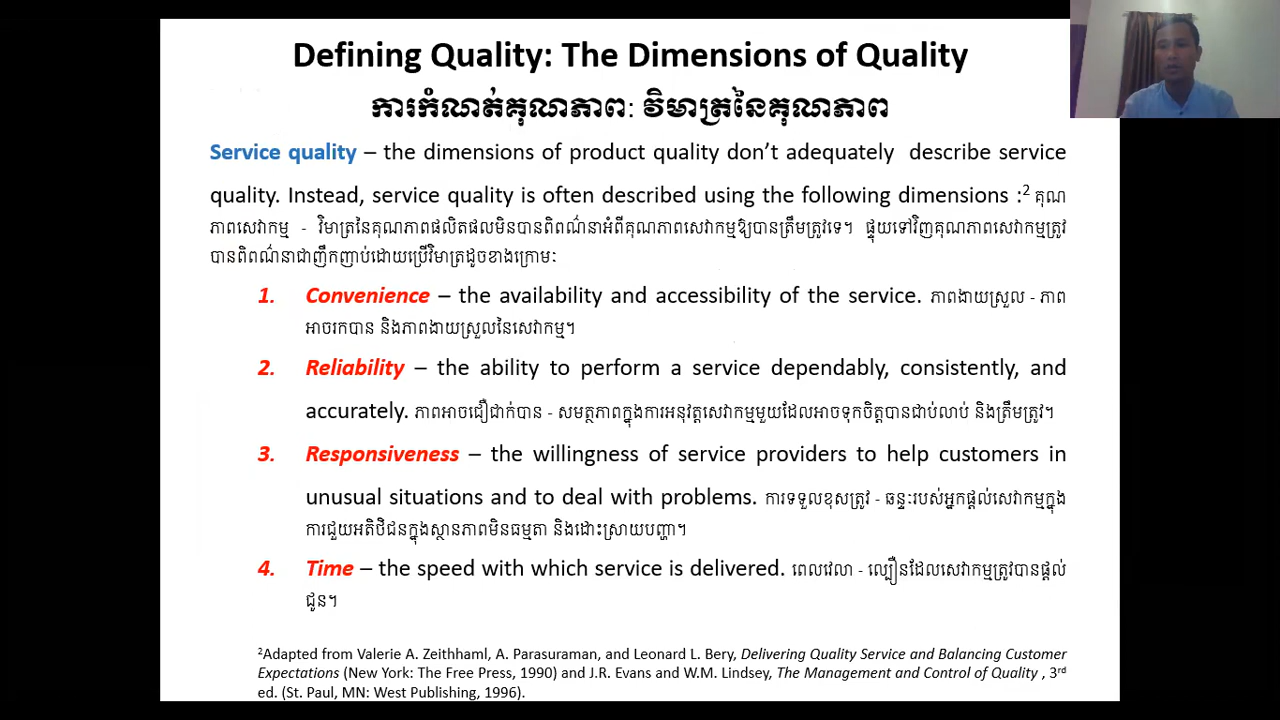 Defining Quality: The Dimensions of Quality
ការកំណត់គុណភាព: វិមាត្រនៃគុណភាព
Service quality – the dimensions of product quality don’t adequately describe service
quality. Instead, service quality is often described using the following dimensions :2 គុណ
ភាពសេវាកម្ម - វិមាត្រនៃគុណភាពផលិតផលមិនបានពិពណ៌នាអំពីគុណភាពសេវាកម្មឱ្យបានត្រឹមត្រូវទេ។ ផ្ទុយទៅវិញគុណភាពសេវាកម្មត្រូវ
បានពិពណ៌នាជាញឹកញាប់ដោយប្រើវិមាត្រដូចខាងក្រោម:
1. Convenience – the availability and accessibility of the service. ភាពងាយស្រួល - ភាព
អាចរកបាន និងភាពងាយស្រួលនៃសេវាកម្ម។
2. Reliability – the ability to perform a service dependably, consistently, and
accurately. ភាពអាចជឿជាក់បាន - សមត្ថភាពក្នុងការអនុវត្តសេវាកម្មមួយដែលអាចទុកចិត្តបានជាប់លាប់ និងត្រឹមត្រូវ។
3. Responsiveness – the willingness of service providers to help customers in
unusual situations and to deal with problems. ការទទួលខុសត្រូវ - ឆន្ទៈរបស់អ្នកផ្តល់សេវាកម្មក្នុង
ការជួយអតិថិជនក្នុងស្ថានភាពមិនធម្មតា និងដោះស្រាយបញ្ហា។
4. Time – the speed with which service is delivered. ពេលវេលា - ល្បឿនដែលសេវាកម្មត្រូវបានផ្តល់
ជូន។
2Adapted from Valerie A. Zeithhaml, A. Parasuraman, and Leonard L. Bery, Delivering Quality Service and Balancing Customer
Expectations (New York: The Free Press, 1990) and J.R. Evans and W.M. Lindsey, The Management and Control of Quality , 3rd
ed. (St. Paul, MN: West Publishing, 1996).